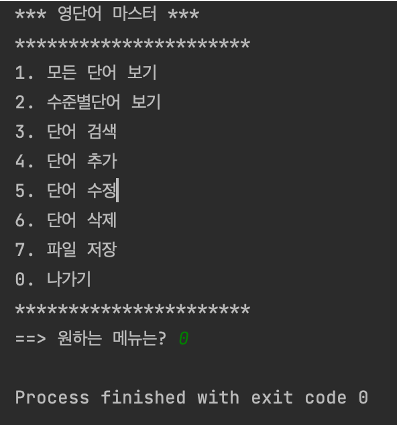 *** 영단어 마스터 ***
**********************
1. 모든 단어 보기
2. 수준별단어 보기
3. 단어 검색
4. 단어 추가
5. 단어 수정
6. 단어 삭제
7. 파일 저장
0. 나가기
**********************
==> 원하는 메뉴는? 0
Process finished with exit code 0